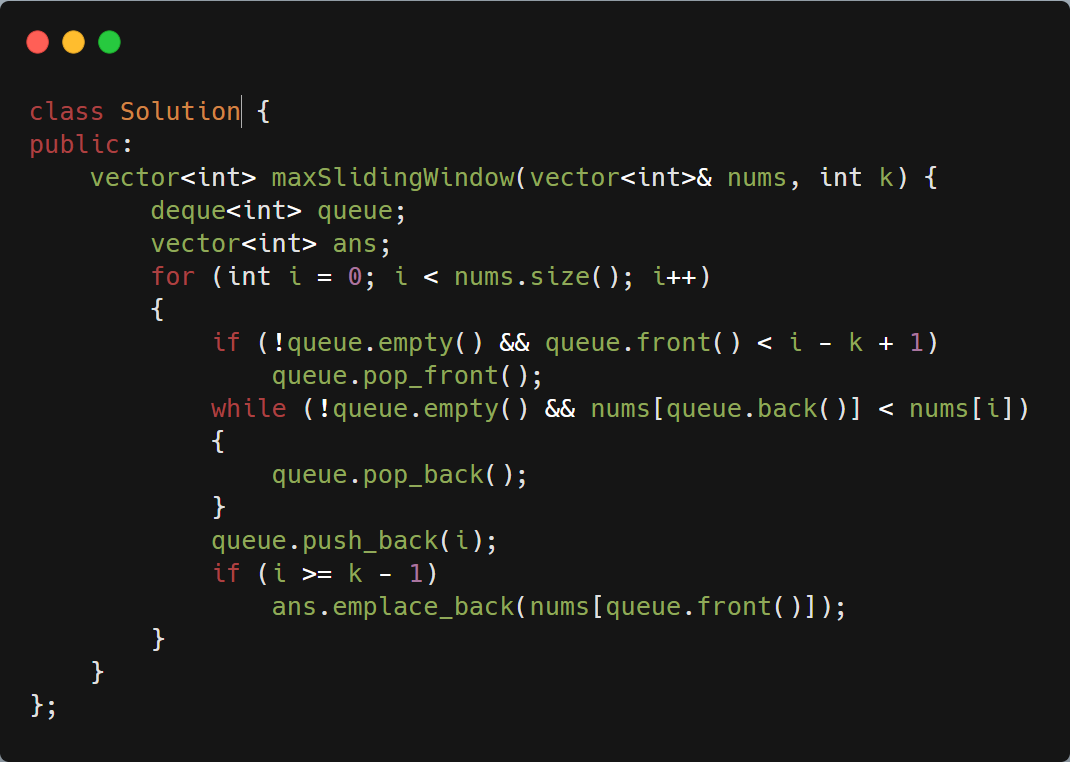 class Solution {
public:
    vector<int> maxSlidingWindow(vector<int>& nums, int k) {
        deque<int> queue;
        vector<int> ans;
        for (int i = 0; i < nums.size(); i++)
        {
            if (!queue.empty() && queue.front() < i - k + 1)
                queue.pop_front();
            while (!queue.empty() && nums[queue.back()] < nums[i])
            {
                queue.pop_back();
            }
            queue.push_back(i);
            if (i >= k - 1)
                ans.emplace_back(nums[queue.front()]);
        }
    }
};